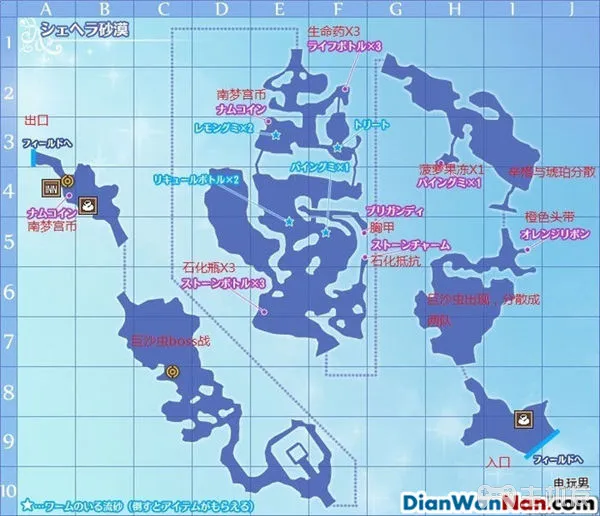 A B C D E F G H I J
1
シェヘラ砂漠
生命药X3
ライフボトル×3
2
南梦宫币
ナムコイン
レモングミ×2
トリート
出口
フィールドへ
3
パイングミ×1
菠萝果冻X1
パイングミ×1
INN
リキュールボトル×2
4
ナムコイン
南梦宫币
ブリガンディ
胸甲
橙色头带
オレンジリボン
5
ストーンチャーム
石化抵抗
石化瓶X3
ストーンボトル×3
6
巨沙虫出现,分散成
两队
7
巨沙虫boss战
8
9
入口
フィールドへ
10
★…ワームのいる流砂(倒すとアイテムがもらえる)
电玩男
DianWanNan.com